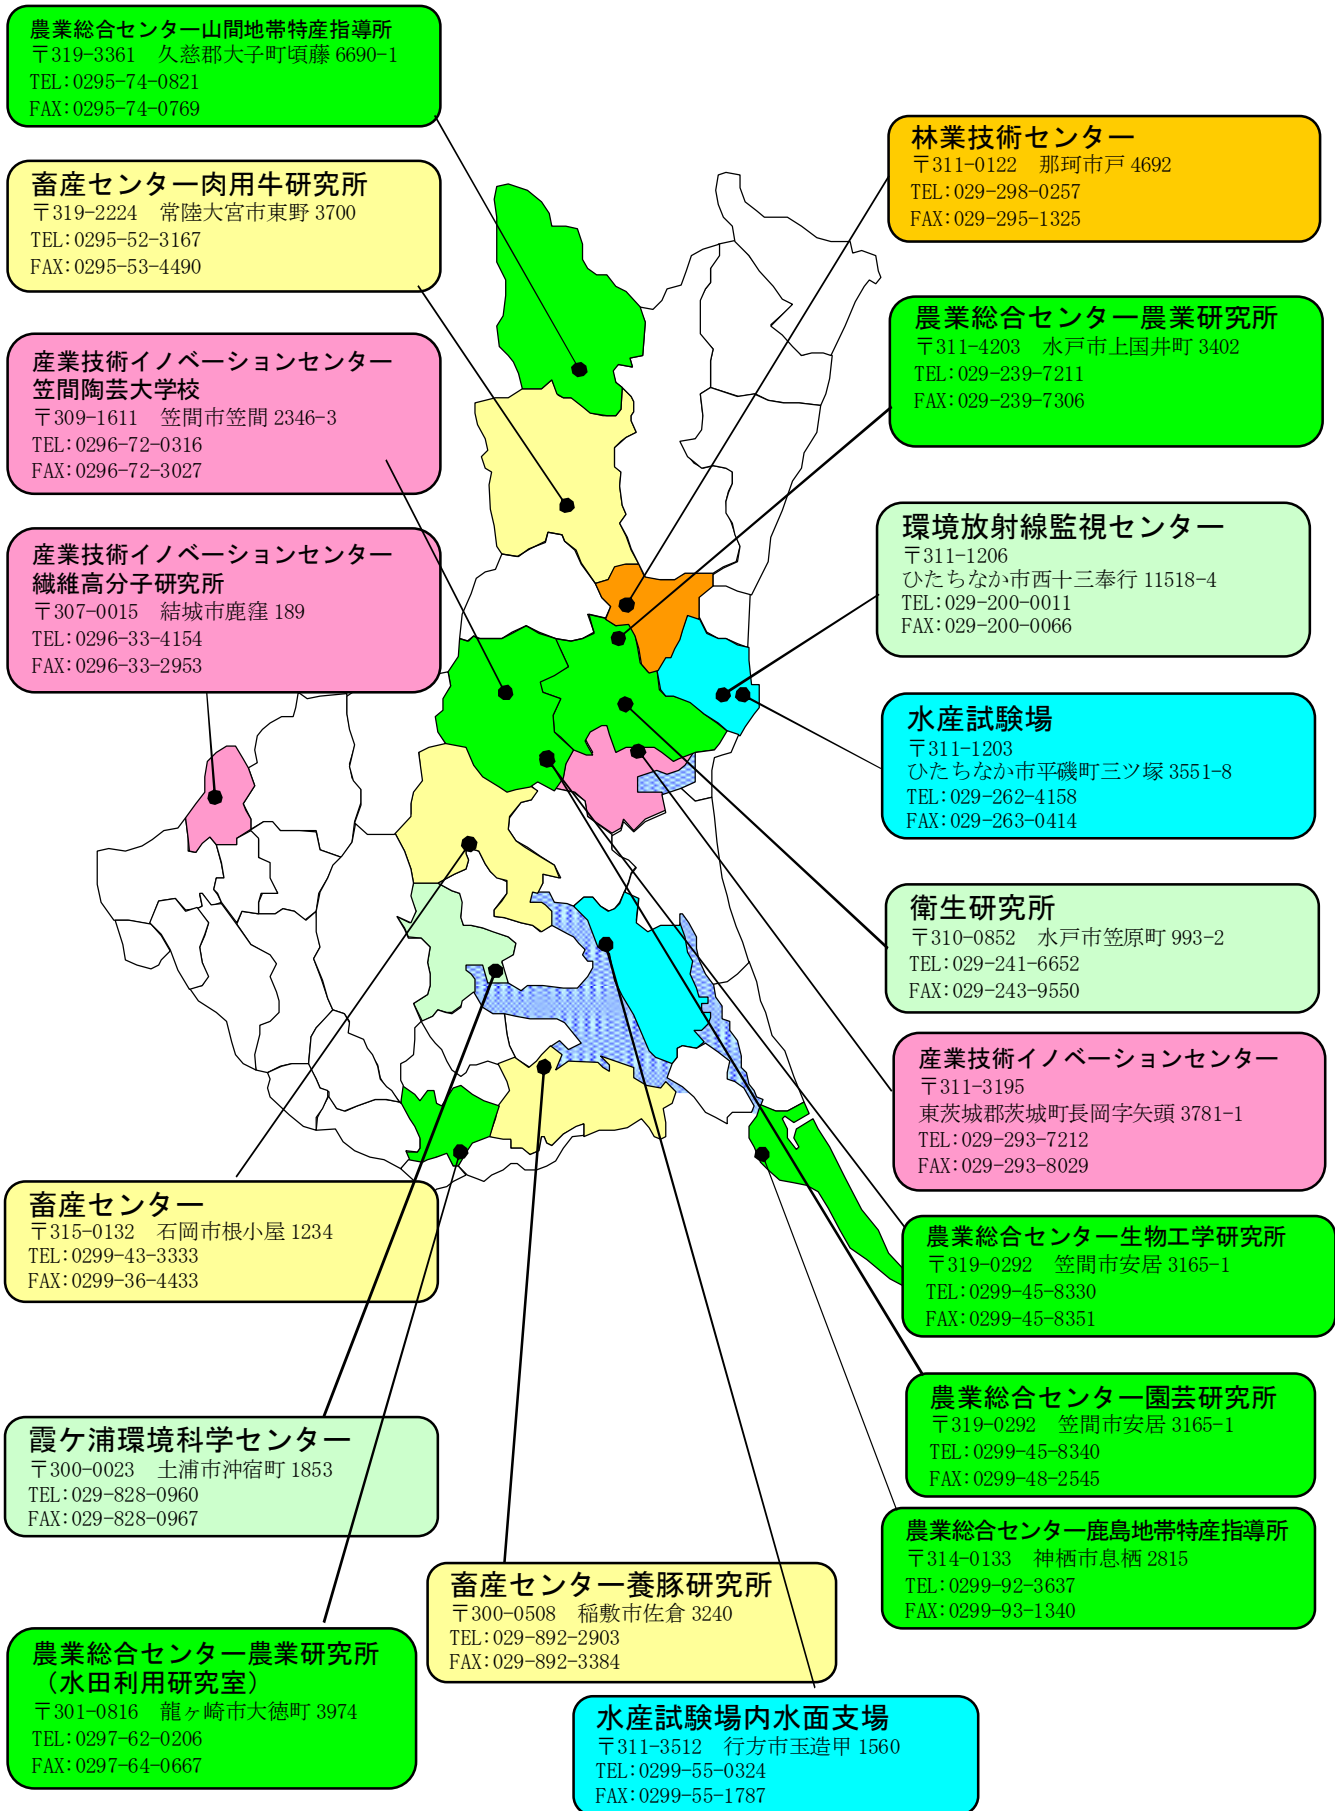 農業総合センター山間地帯特産指導所
〒319-3361　久慈郡大子町頃藤 6690-1
TEL:0295-74-0821
FAX:0295-74-0769
畜産センター肉用牛研究所
〒319-2224　常陸大宮市東野 3700
TEL:0295-52-3167
FAX:0295-53-4490
産業技術イノベーションセンター
笠間陶芸大学校
〒309-1611　笠間市笠間 2346-3
TEL:0296-72-0316
FAX:0296-72-3027
産業技術イノベーションセンター
繊維高分子研究所
〒307-0015　結城市鹿窪 189
TEL:0296-33-4154
FAX:0296-33-2953
林業技術センター
〒311-0122　那珂市戸 4692
TEL:029-298-0257
FAX:029-295-1325
農業総合センター農業研究所
〒311-4203　水戸市上国井町 3402
TEL:029-239-7211
FAX:029-239-7306
環境放射線監視センター
〒311-1206
ひたちなか市西十三奉行 11518-4
TEL:029-200-0011
FAX:029-200-0066
水産試験場
〒311-1203
ひたちなか市平磯町三ツ塚 3551-8
TEL:029-262-4158
FAX:029-263-0414
衛生研究所
〒310-0852　水戸市笠原町 993-2
TEL:029-241-6652
FAX:029-243-9550
産業技術イノベーションセンター
〒311-3195
東茨城郡茨城町長岡字矢頭 3781-1
TEL:029-293-7212
FAX:029-293-8029
農業総合センター生物工学研究所
〒319-0292　笠間市安居 3165-1
TEL:0299-45-8330
FAX:0299-45-8351
農業総合センター園芸研究所
〒319-0292　笠間市安居 3165-1
TEL:0299-45-8340
FAX:0299-48-2545
農業総合センター鹿島地帯特産指導所
〒314-0133　神栖市息栖 2815
TEL:0299-92-3637
FAX:0299-93-1340
畜産センター
〒315-0132　石岡市根小屋 1234
TEL:0299-43-3333
FAX:0299-36-4433
霞ケ浦環境科学センター
〒300-0023　土浦市沖宿町 1853
TEL:029-828-0960
FAX:029-828-0967
畜産センター養豚研究所
〒300-0508　稲敷市佐倉 3240
TEL:029-892-2903
FAX:029-892-3384
農業総合センター農業研究所
（水田利用研究室）
〒301-0816　龍ヶ崎市大徳町 3974
TEL:0297-62-0206
FAX:0297-64-0667
水産試験場内水面支場
〒311-3512　行方市玉造甲 1560
TEL:0299-55-0324
FAX:0299-55-1787